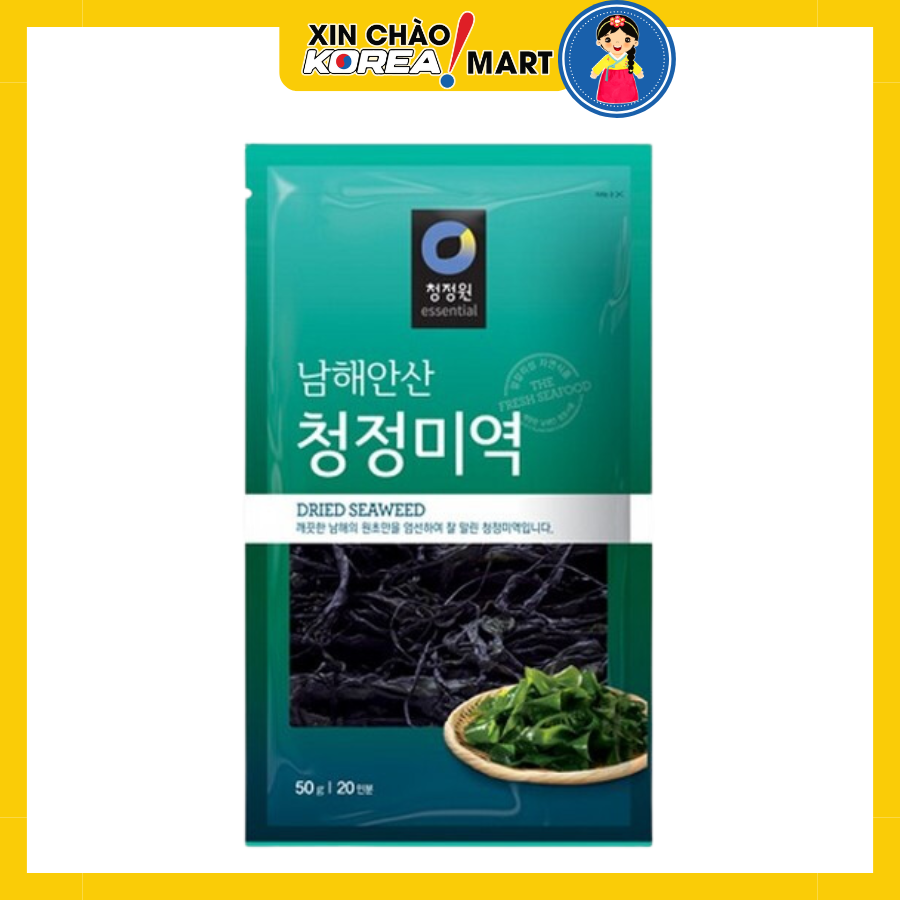 XIN CHÀO
KOREA! MART
청정원
essential
남해안산
THE
FRESH SEAFOOD
청정미역
DRIED SEAWEED
깨끗한 남해의 원초만을 엄선하여 잘 말린 청정미역입니다.
50g | 20인분